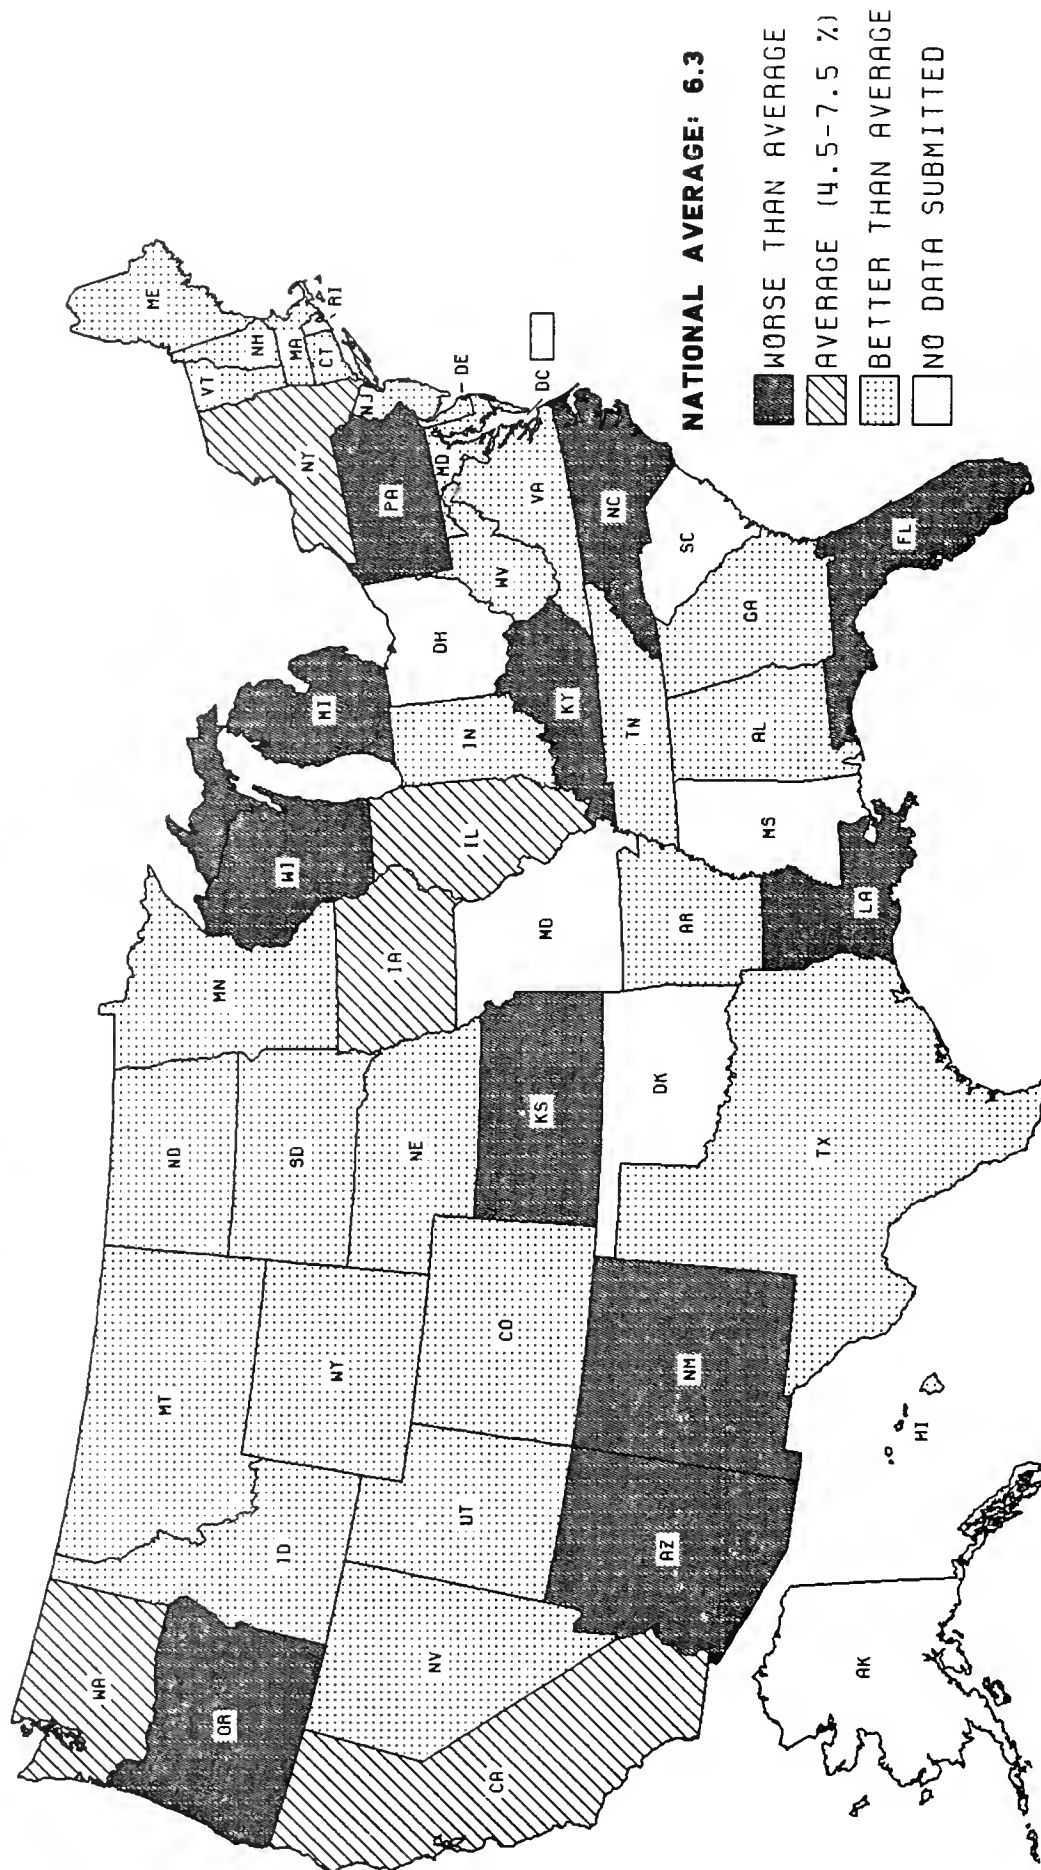 WA
MT
ND
MN
ME
VT
NH
OR
ID
WY
SD
WI
MI
NY
MA
CT
RI
NV
UT
CO
NE
IA
IL
IN
OH
PA
NJ
CA
KS
MO
KY
WV
MD
DE
VA
DC
AZ
NM
OK
AR
TN
NC
SC
TX
LA
MS
AL
GA
FL
AK
HI
NATIONAL AVERAGE: 6.3
WORSE THAN AVERAGE
AVERAGE (4.5-7.5 %)
BETTER THAN AVERAGE
NO DATA SUBMITTED